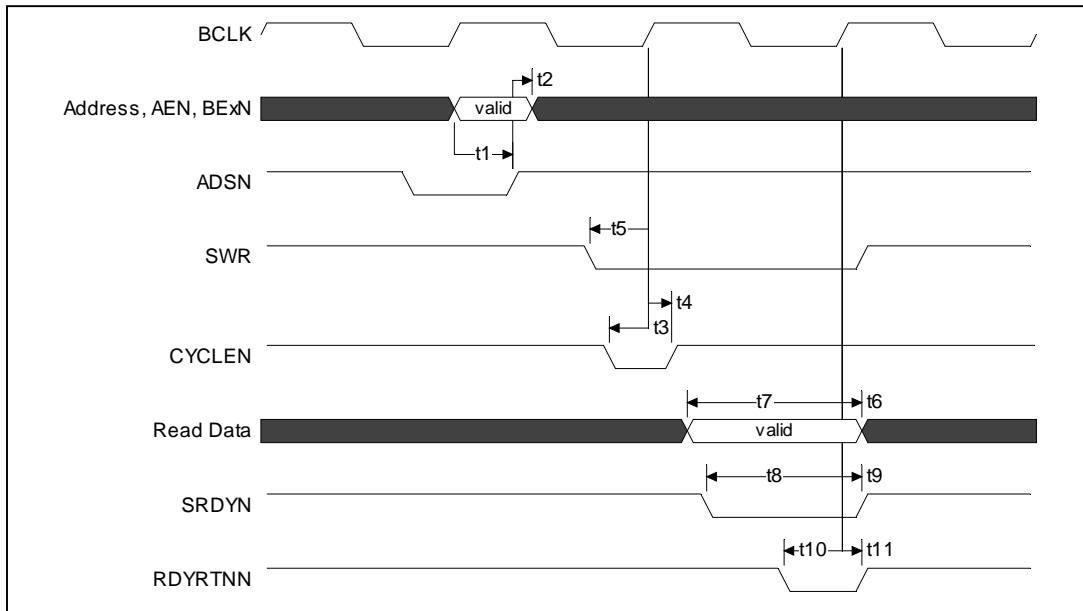 BCLK
t2
Address, AEN, BExN
valid
t1
ADSN
t5
SWR
t4
t3
CYCLEN
t7
t6
Read Data
valid
t8
t9
SRDYN
t10
t11
RDYRTNN